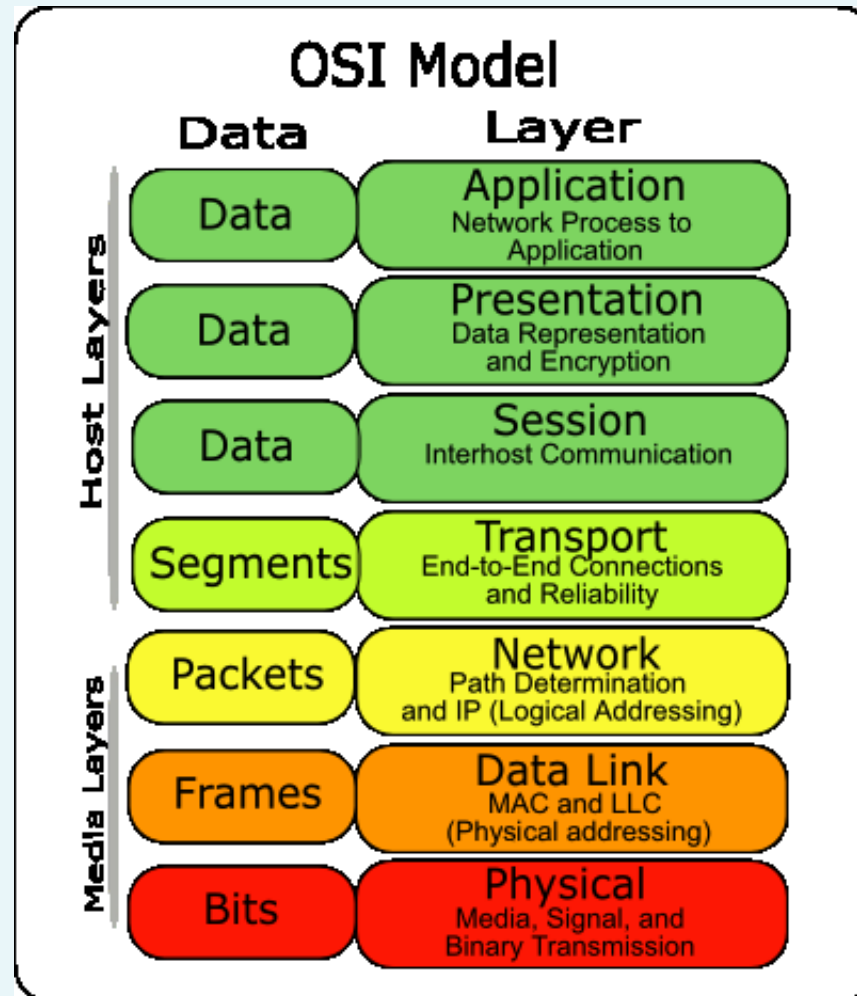 OSI Model
Data Layer
Host Layers
Data
Application
Network Process to
Application
Data
Presentation
Data Representation
and Encryption
Data
Session
Interhost Communication
Segments
Transport
End-to-End Connections
and Reliability
Media Layers
Packets
Network
Path Determination
and IP (Logical Addressing)
Frames
Data Link
MAC and LLC
(Physical addressing)
Bits
Physical
Media, Signal, and
Binary Transmission